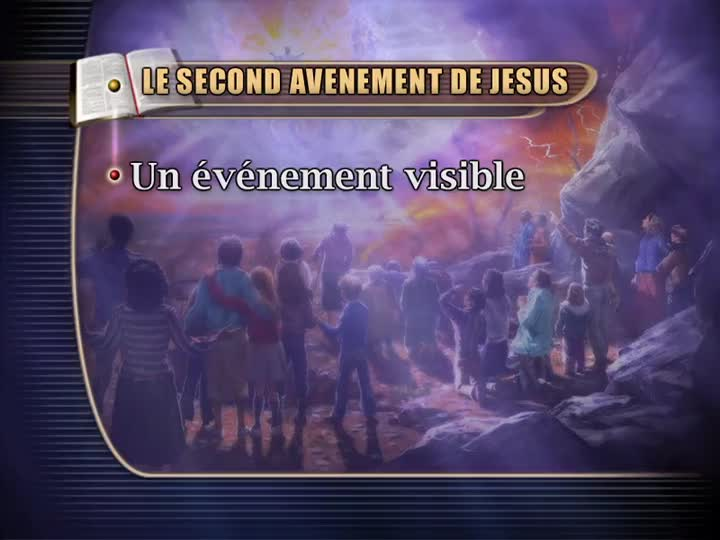 LE SECOND AVENEMENT DE JESUS
Un événement visible